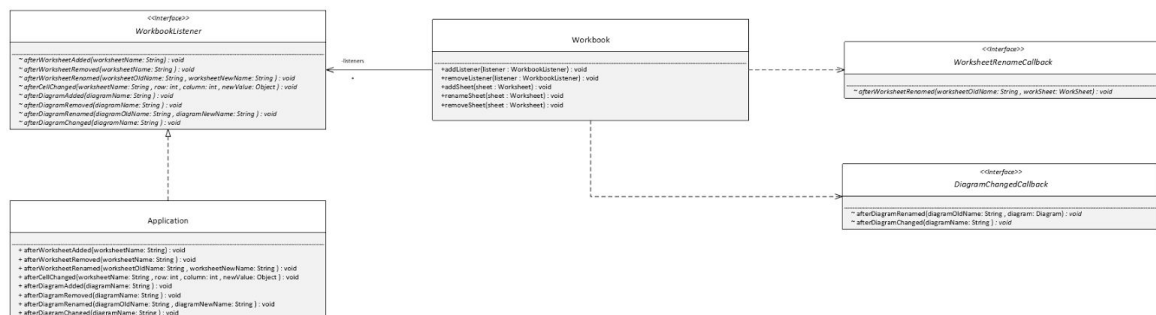 <<Interface>>
WorkbookListener
~ afterWorksheetAdded(worksheetName: String) : void
~ afterWorksheetRemoved(worksheetName: String ) : void
~ afterWorksheetRenamed(worksheetOldName: String , worksheetNewName: String ) : void
~ afterCellChanged(worksheetName: String , row: int , column: int , newValue: Object ) : void
~ afterDiagramAdded(diagramName: String ) : void
~ afterDiagramRemoved(diagramName: String ) : void
~ afterDiagramRenamed(diagramOldName: String , diagramNewName: String ) : void
~ afterDiagramChanged(diagramName: String ) : void
-listeners
*
Workbook
+addListener(listener : WorkbookListener) : void
+removeListener(listener : WorkbookListener) : void
+addSheet(sheet : Worksheet) : void
+renameSheet(sheet : Worksheet) : void
+removeSheet(sheet : Worksheet) : void
<<Interface>>
WorksheetRenameCallback
~ afterWorksheetRenamed(worksheetOldName: String , workSheet: WorkSheet) : void
<<Interface>>
DiagramChangedCallback
~ afterDiagramRenamed(diagramOldName: String , diagram: Diagram) : void
~ afterDiagramChanged(diagramName: String ) : void
Application
+ afterWorksheetAdded(worksheetName: String) : void
+ afterWorksheetRemoved(worksheetName: String ) : void
+ afterWorksheetRenamed(worksheetOldName: String , worksheetNewName: String ) : void
+ afterCellChanged(worksheetName: String , row: int , column: int , newValue: Object ) : void
+ afterDiagramAdded(diagramName: String ) : void
+ afterDiagramRemoved(diagramName: String ) : void
+ afterDiagramRenamed(diagramOldName: String , diagramNewName: String ) : void
+ afterDiagramChanged(diagramName: String ) : void